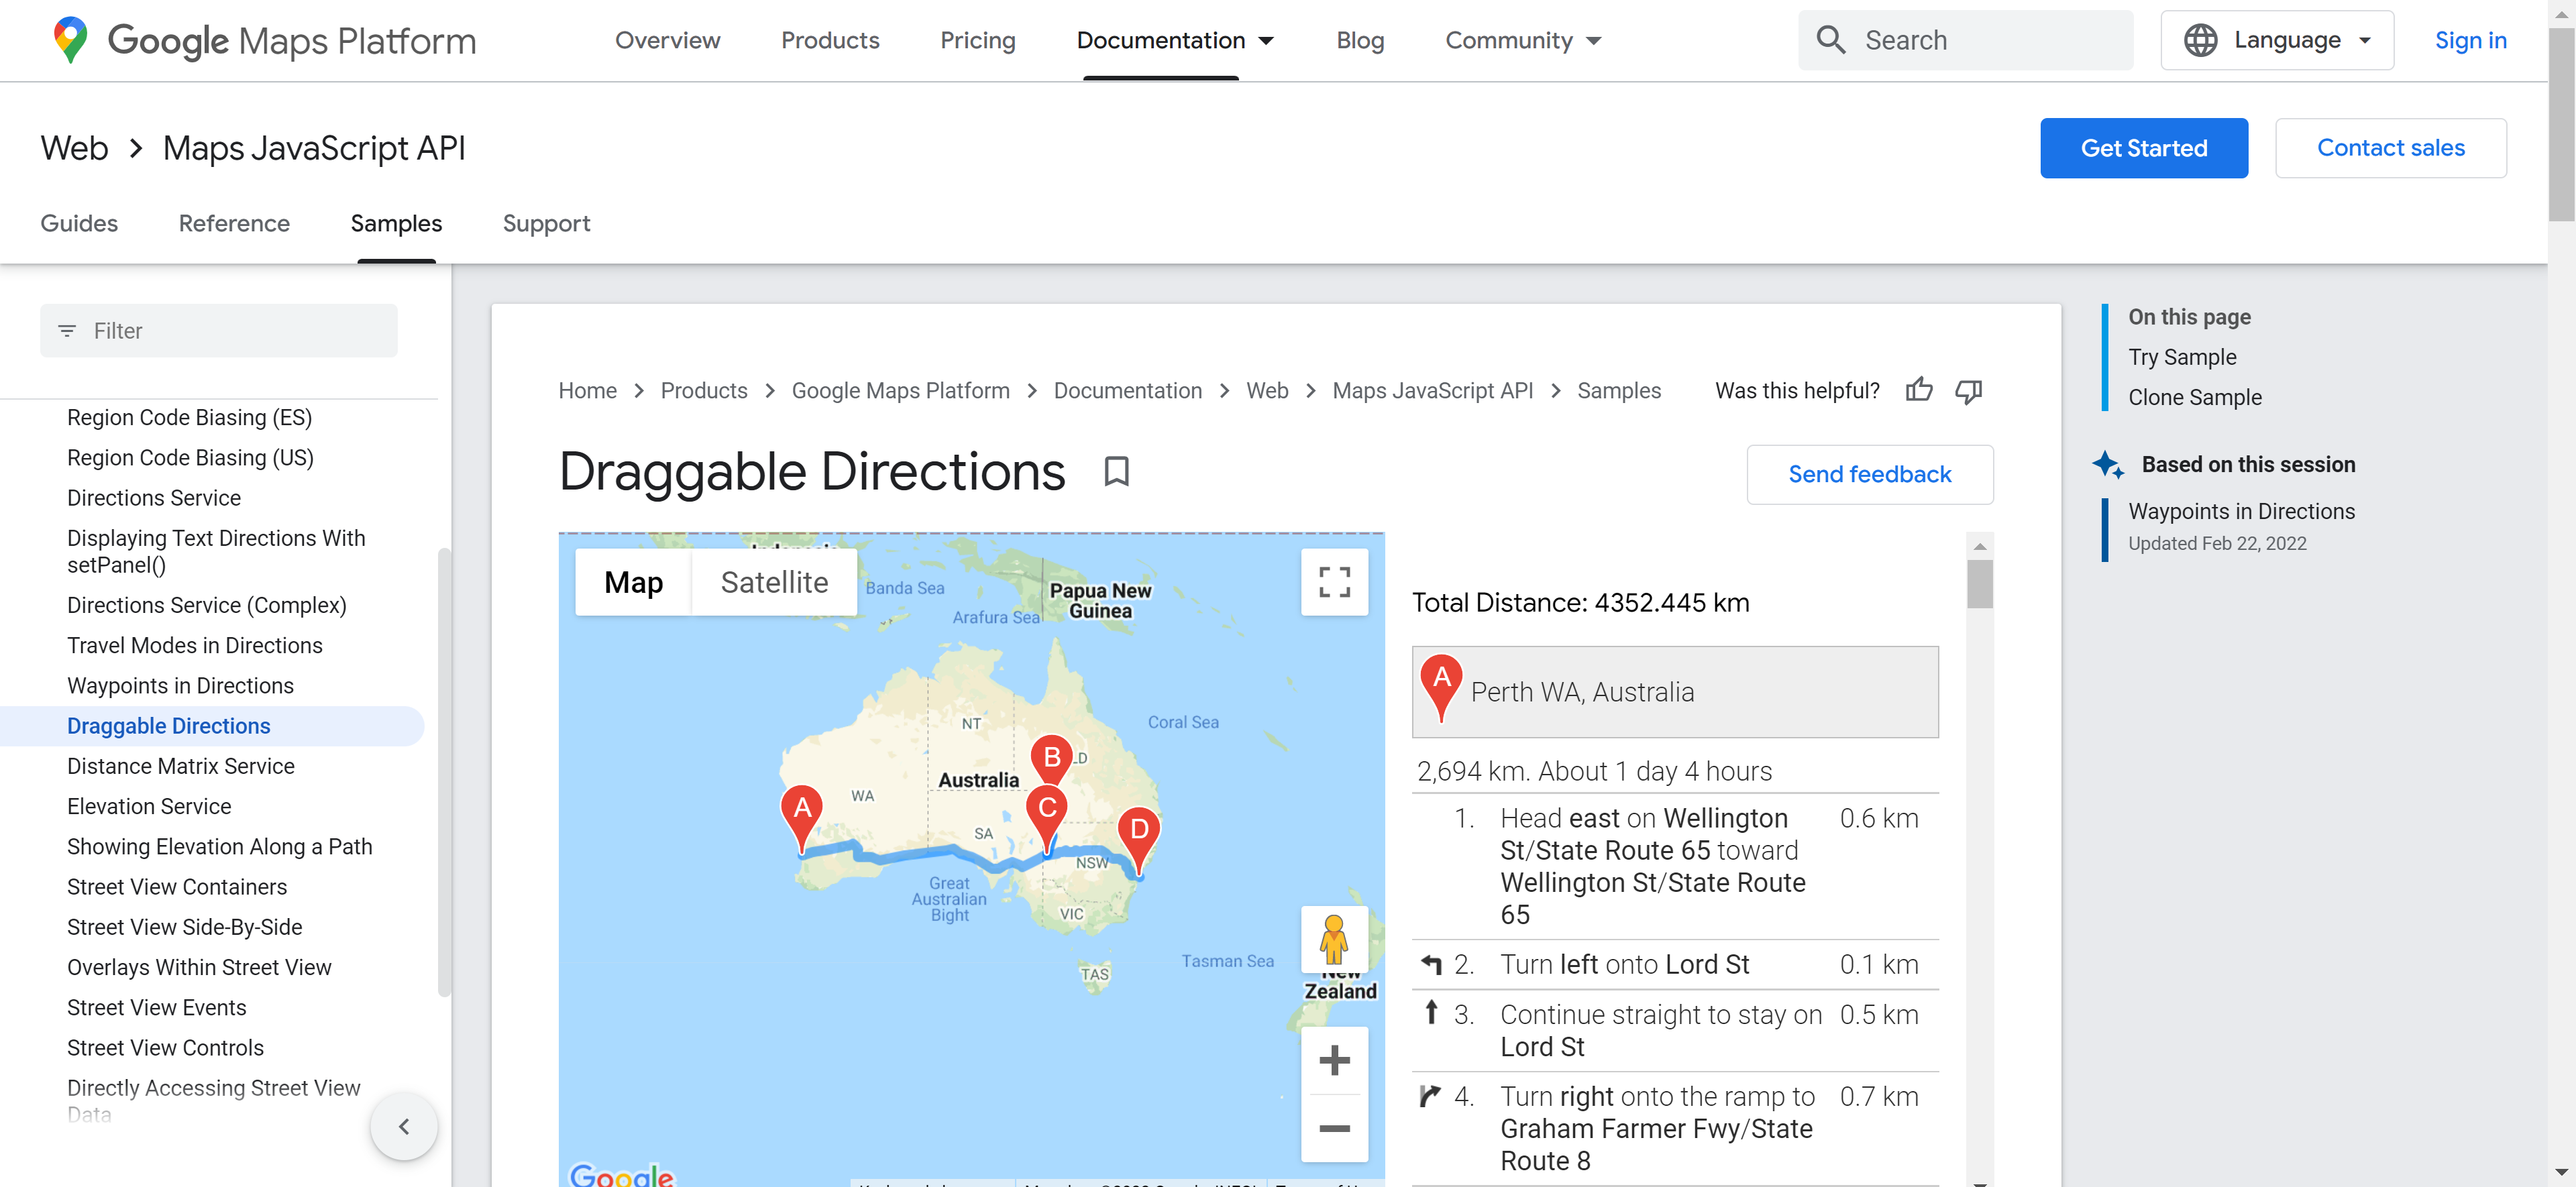 Google Maps Platform
Overview
Products
Pricing
Documentation
Blog
Community
Search
Language
Sign in
Web > Maps JavaScript API
Get Started
Contact sales
Guides
Reference
Samples
Support
Filter
Region Code Biasing (ES)
Region Code Biasing (US)
Directions Service
Displaying Text Directions With
setPanel()
Directions Service (Complex)
Travel Modes in Directions
Waypoints in Directions
Draggable Directions
Distance Matrix Service
Elevation Service
Showing Elevation Along a Path
Street View Containers
Street View Side-By-Side
Overlays Within Street View
Street View Events
Street View Controls
Directly Accessing Street View
Data
Home > Products > Google Maps Platform > Documentation > Web > Maps JavaScript API > Samples
Was this helpful?
Draggable Directions
Send feedback
Map
Satellite
Banda Sea
Arafura Sea
Papua New
Guinea
Coral Sea
NT
B
LD
Australia
WA
A
C
D
SA
NSW
Great
Australian
Bight
VIC
Tasman Sea
TAS
New
Zealand
Google
Total Distance: 4352.445 km
A Perth WA, Australia
2,694 km. About 1 day 4 hours
1. Head east on Wellington 0.6 km
St/State Route 65 toward
Wellington St/State Route
65
2. Turn left onto Lord St 0.1 km
3. Continue straight to stay on 0.5 km
Lord St
4. Turn right onto the ramp to 0.7 km
Graham Farmer Fwy/State
Route 8
On this page
Try Sample
Clone Sample
Based on this session
Waypoints in Directions
Updated Feb 22, 2022